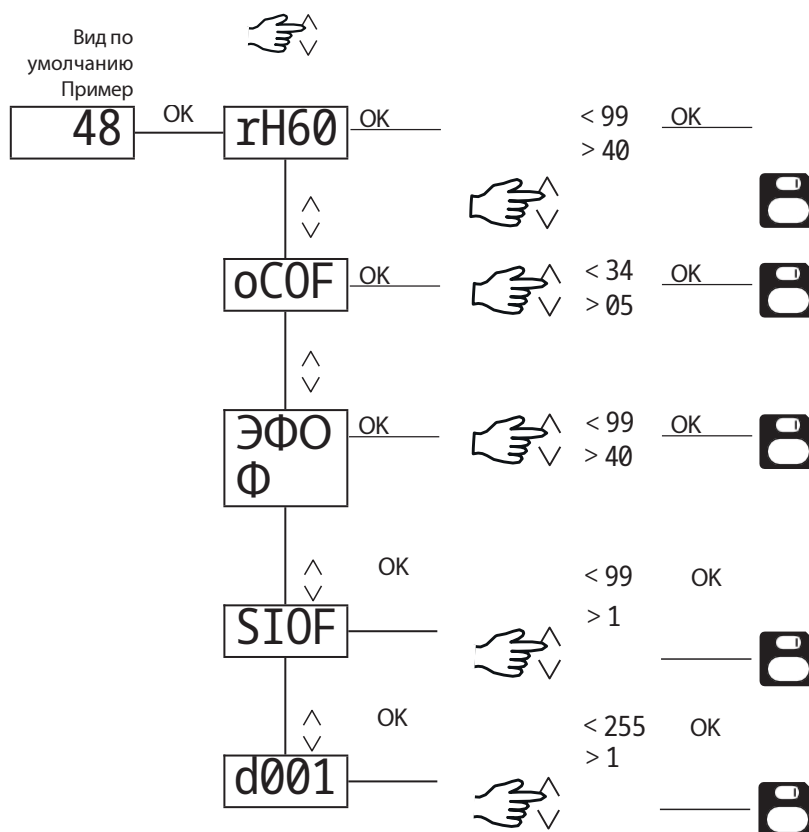 Вид по
умолчанию
Пример
48 OK rH60 OK < 99 OK
> 40
oCOF OK < 34 OK
> 05
ЭФО OK < 99 OK
Ф > 40
OK < 99 OK
SIOF > 1
OK < 255 OK
d001 > 1